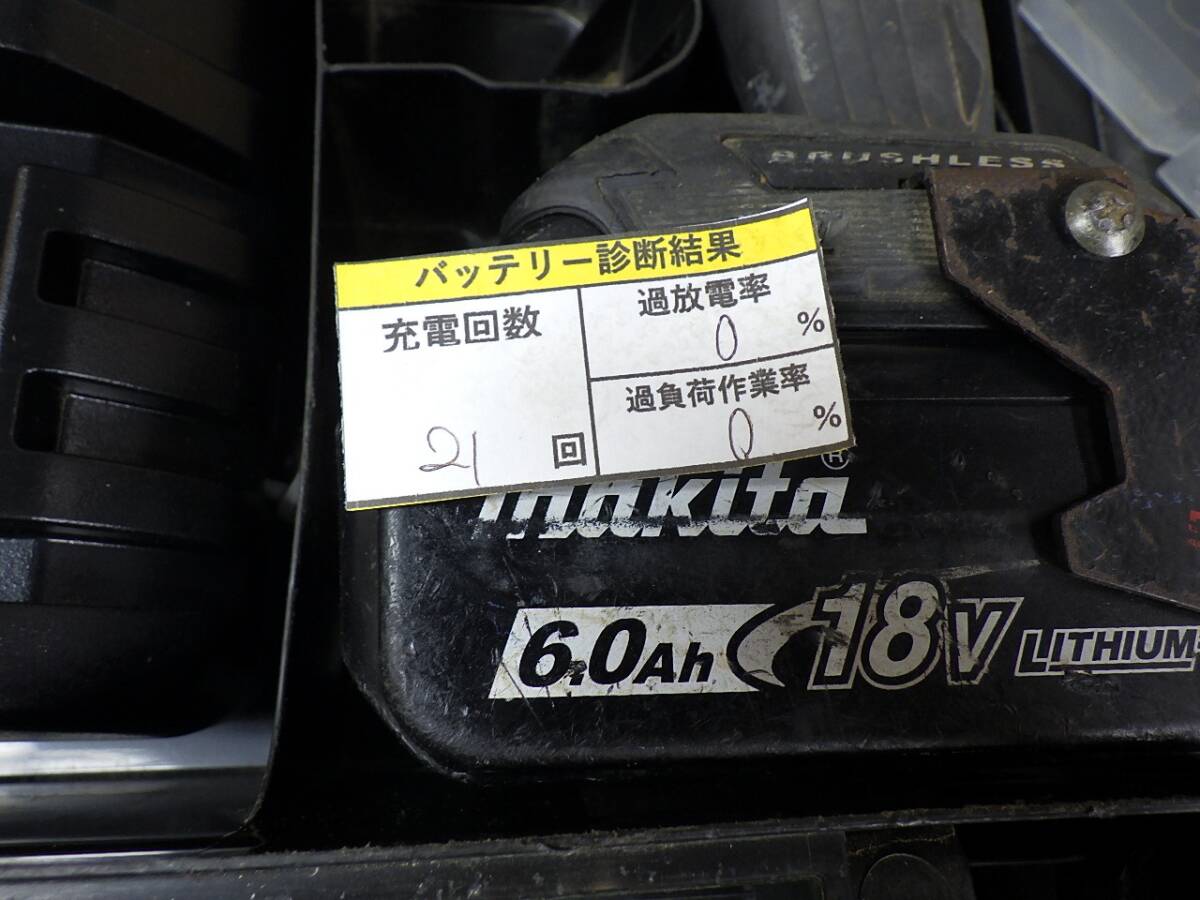 BRUSHLESS
バッテリー診断結果
充電回数
21 回
過放電率
0 %
過負荷作業率
0 %
makita®
6.0Ah 18V LITHIUM-